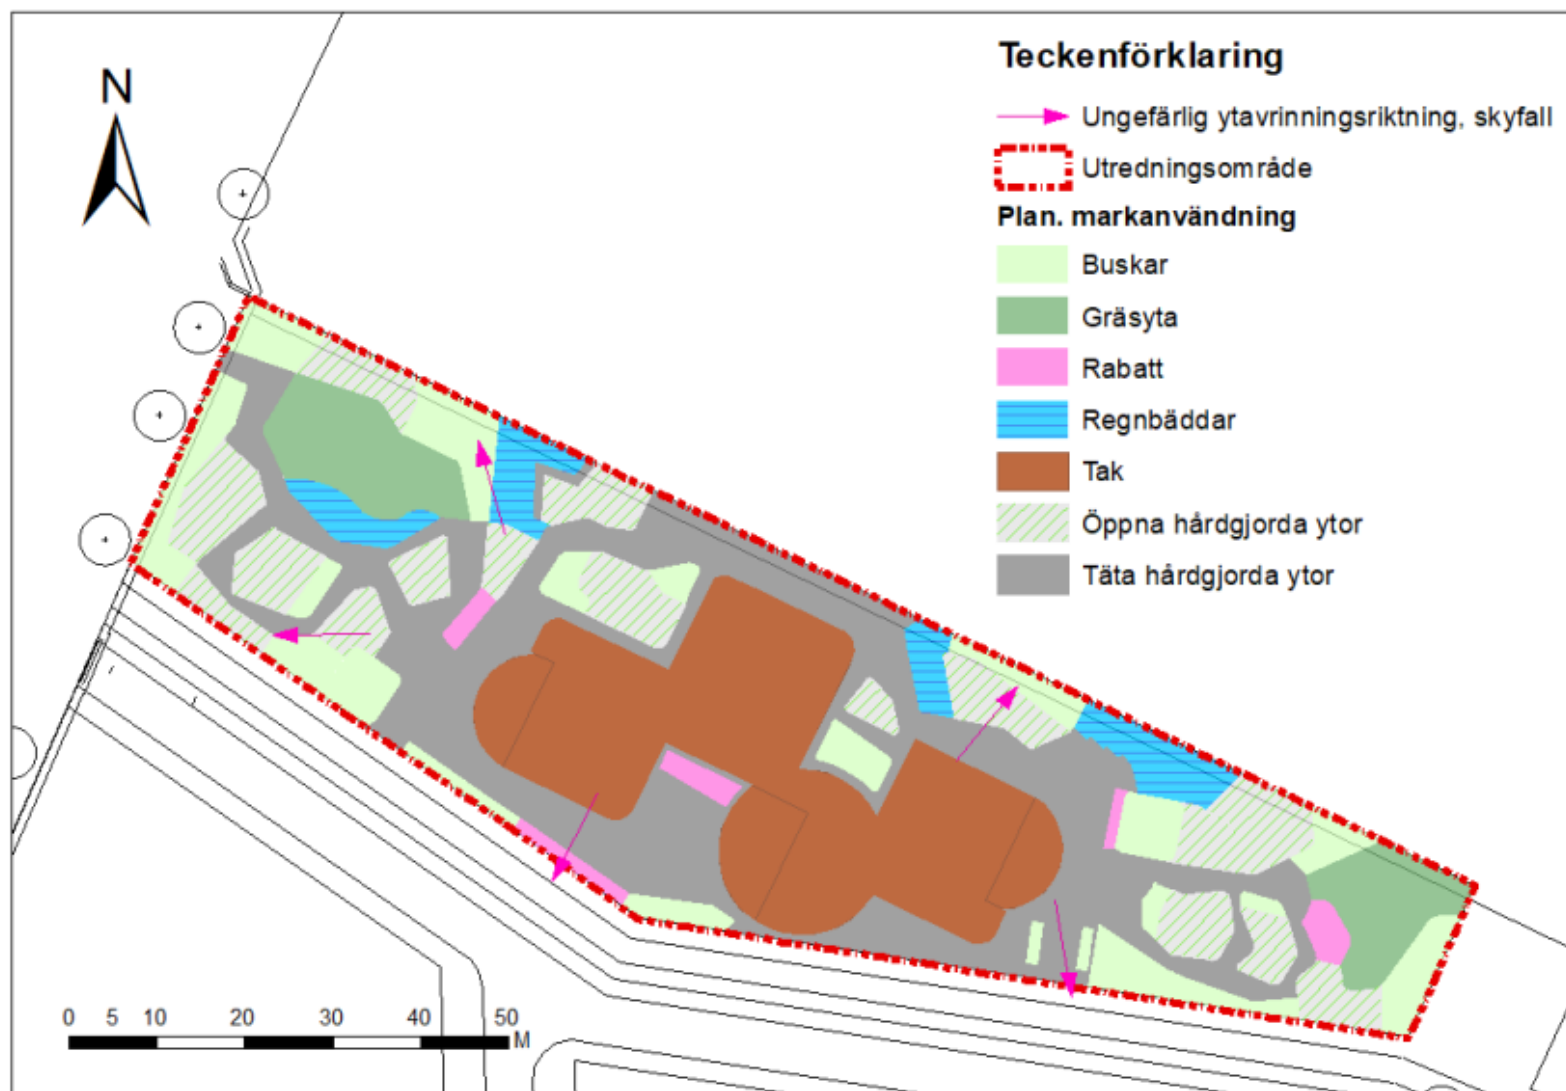 N
Teckenförklaring
Ungefärlig ytavrinningsriktning, skyfall
Utredningsområde
Plan. markanvändning
Buskar
Gräsyta
Rabatt
Regnbäddar
Tak
Öppna hårdgjorda ytor
Täta hårdgjorda ytor
0 5 10 20 30 40 50
M